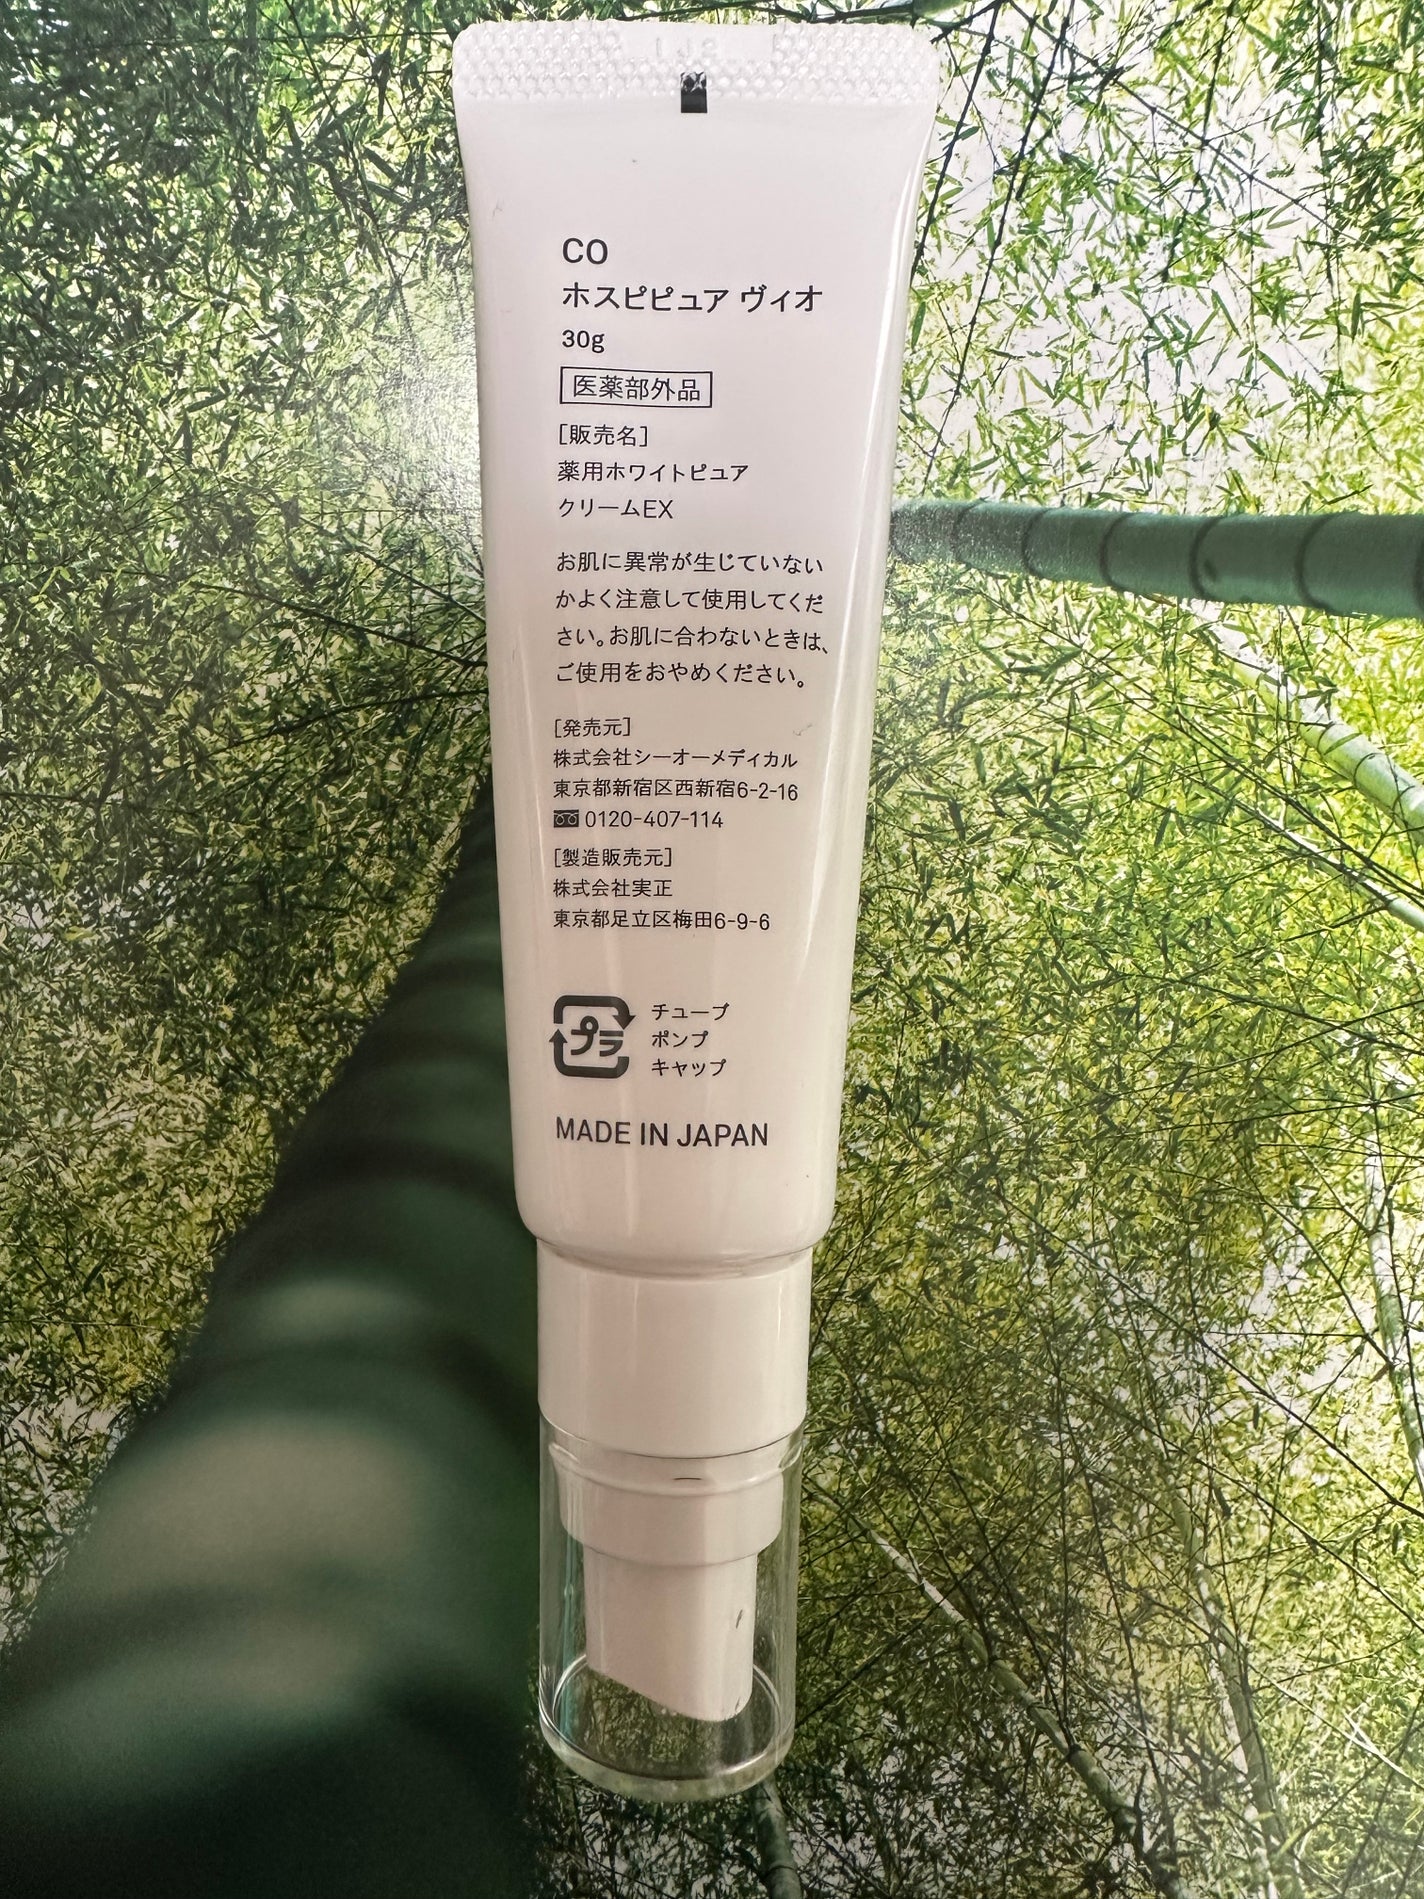 CO
ホスピピュア ヴィオ
30g
医薬部外品
[販売名]
薬用ホワイトピュア
クリームEX
お肌に異常が生じていない
かよく注意して使用してくだ
さい。お肌に合わないときは、
ご使用をおやめください。
[発売元]
株式会社シーオーメディカル
東京都新宿区西新宿6-2-16
0120-407-114
[製造販売元]
株式会社実正
東京都足立区梅田6-9-6
プラ
チューブ
ポンプ
キャップ
MADE IN JAPAN